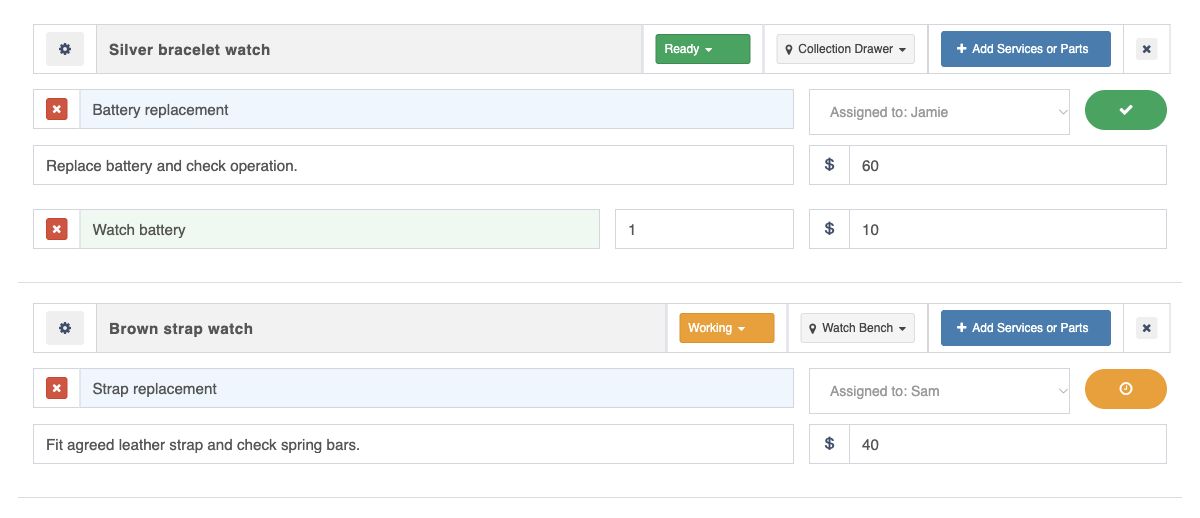 Silver bracelet watch Ready Collection Drawer + Add Services or Parts
Battery replacement Assigned to: Jamie
Replace battery and check operation. $ 60
Watch battery 1 $ 10
Brown strap watch Working Watch Bench + Add Services or Parts
Strap replacement Assigned to: Sam
Fit agreed leather strap and check spring bars. $ 40